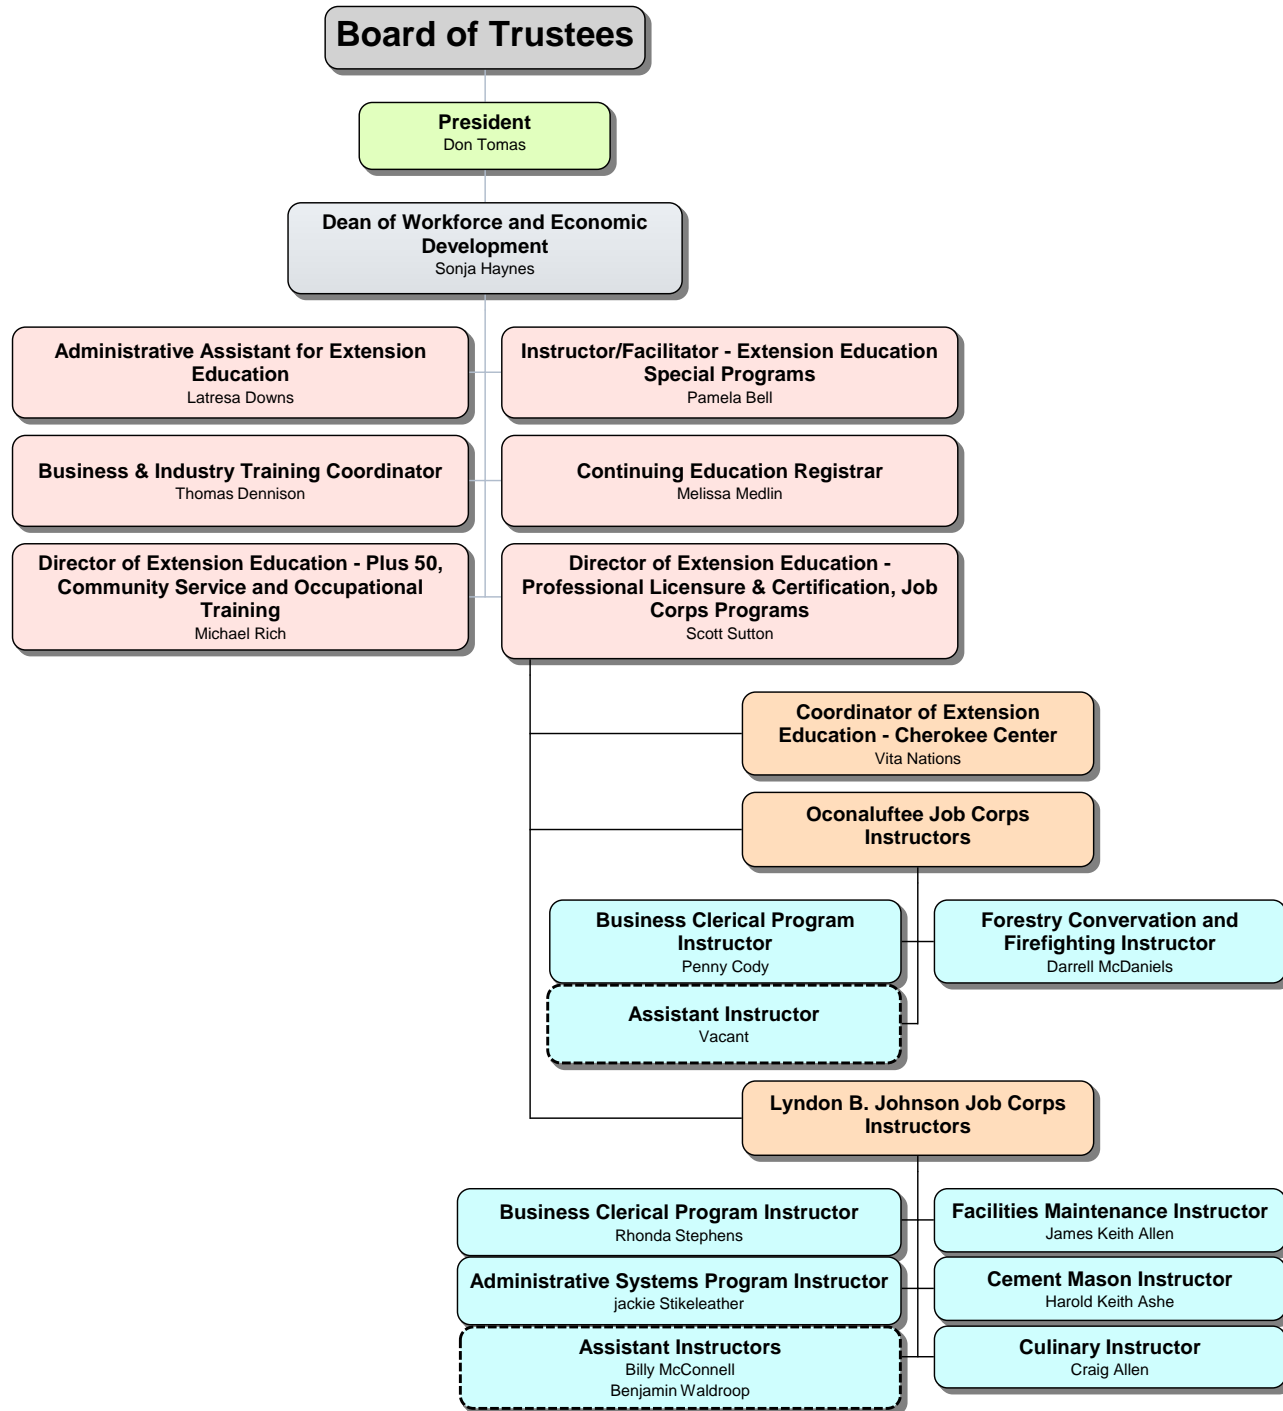 Board of Trustees
President
Don Tomas
Dean of Workforce and Economic
Development
Sonja Haynes
Administrative Assistant for Extension
Education
Latresa Downs
Instructor/Facilitator - Extension Education
Special Programs
Pamela Bell
Business & Industry Training Coordinator
Thomas Dennison
Continuing Education Registrar
Melissa Medlin
Director of Extension Education - Plus 50,
Community Service and Occupational
Training
Michael Rich
Director of Extension Education -
Professional Licensure & Certification, Job
Corps Programs
Scott Sutton
Coordinator of Extension
Education - Cherokee Center
Vita Nations
Oconaluftee Job Corps
Instructors
Business Clerical Program
Instructor
Penny Cody
Forestry Convervation and
Firefighting Instructor
Darrell McDaniels
Assistant Instructor
Vacant
Lyndon B. Johnson Job Corps
Instructors
Business Clerical Program Instructor
Rhonda Stephens
Facilities Maintenance Instructor
James Keith Allen
Administrative Systems Program Instructor
jackie Stikeleather
Cement Mason Instructor
Harold Keith Ashe
Assistant Instructors
Billy McConnell
Benjamin Waldroop
Culinary Instructor
Craig Allen